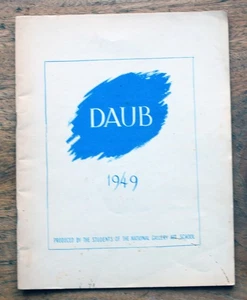 DAUB
1949
PRODUCED BY THE STUDENTS OF THE NATIONAL GALLERY ART SCHOOL